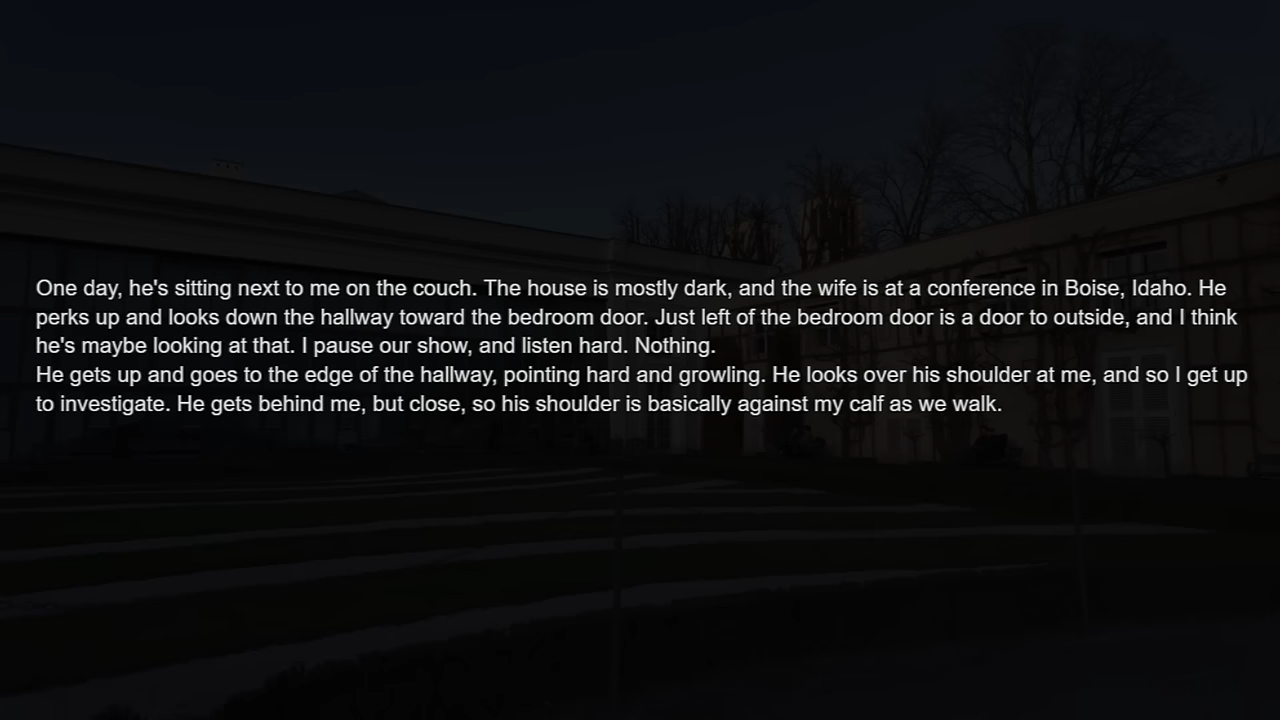 One day, he's sitting next to me on the couch. The house is mostly dark, and the wife is at a conference in Boise, Idaho. He
perks up and looks down the hallway toward the bedroom door. Just left of the bedroom door is a door to outside, and I think
he's maybe looking at that. I pause our show, and listen hard. Nothing.
He gets up and goes to the edge of the hallway, pointing hard and growling. He looks over his shoulder at me, and so I get up
to investigate. He gets behind me, but close, so his shoulder is basically against my calf as we walk.